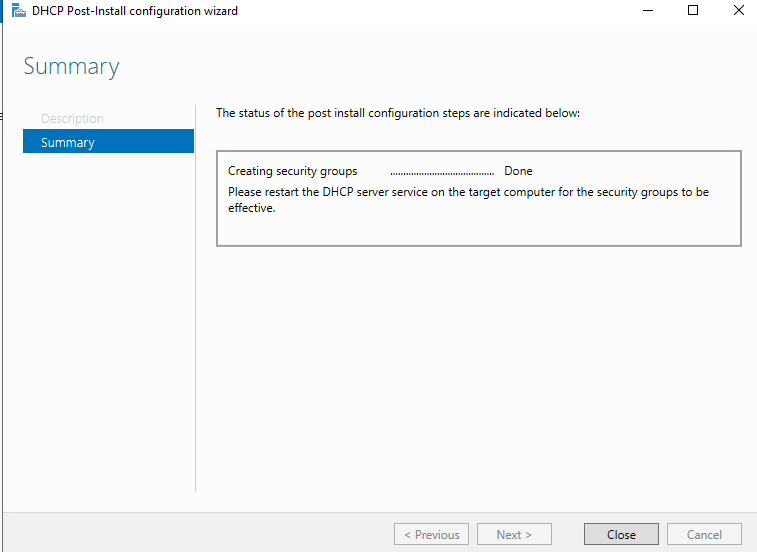 DHCP Post-Install configuration wizard
Summary
Description
Summary
The status of the post install configuration steps are indicated below:
Creating security groups ........................................ Done
Please restart the DHCP server service on the target computer for the security groups to be
effective.
< Previous Next > Close Cancel